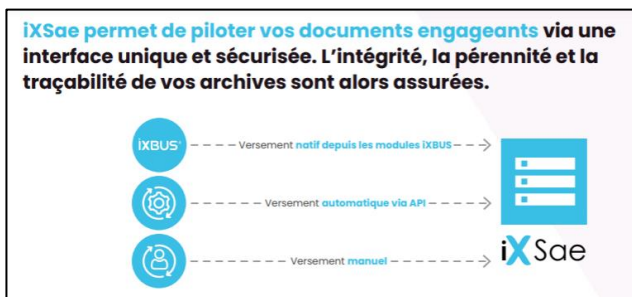 iXSae permet de piloter vos documents engageants via une
interface unique et sécurisée. L'intégrité, la pérennité et la
traçabilité de vos archives sont alors assurées.
iXBUS®
Versement natif depuis les modules iXBUS
Versement automatique via API
Versement manuel
iXSae